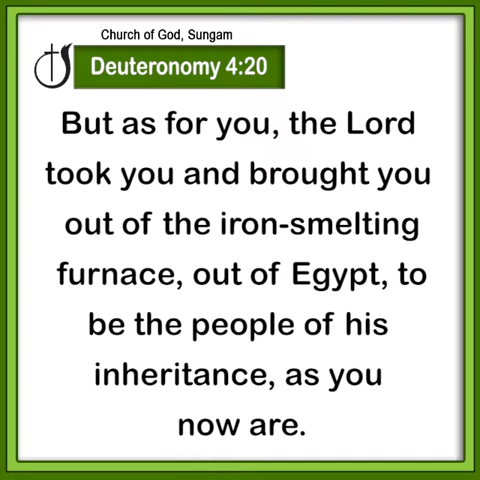 Church of God, Sungam
Deuteronomy 4:20
But as for you, the Lord
took you and brought you
out of the iron-smelting
furnace, out of Egypt, to
be the people of his
inheritance, as you
now are.